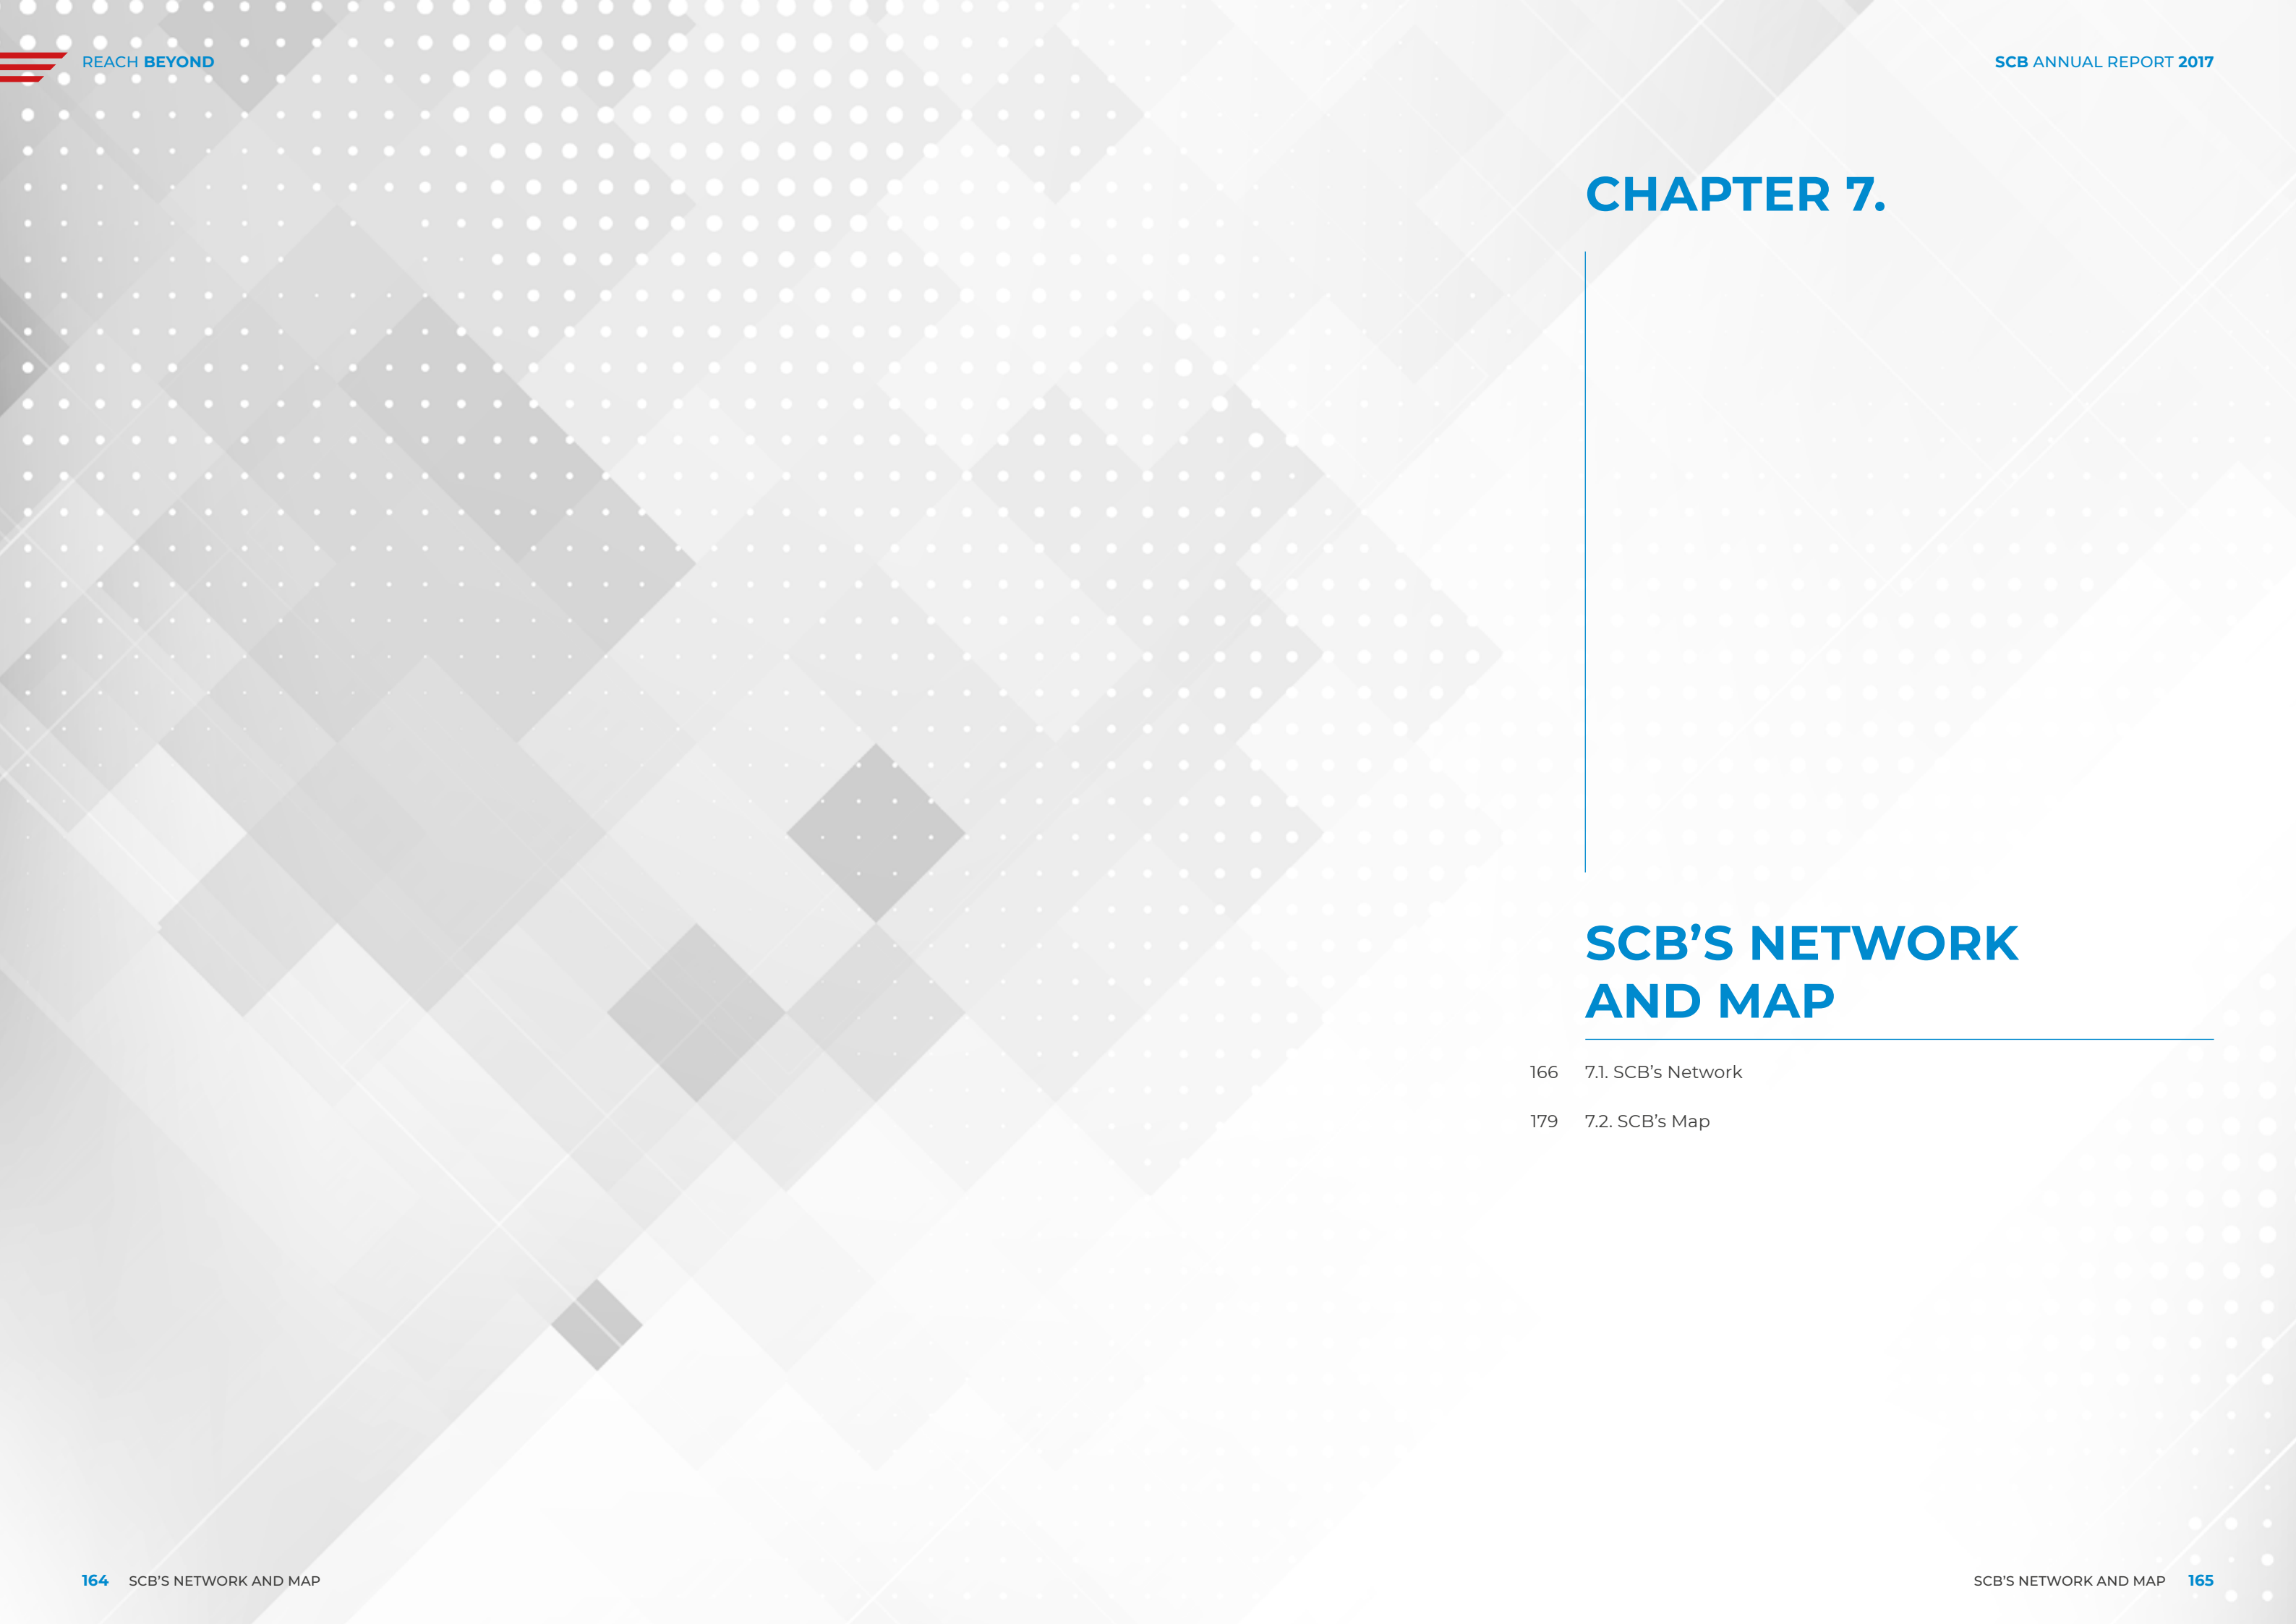 REACH BEYOND
SCB ANNUAL REPORT 2017
CHAPTER 7.
SCB’S NETWORK
AND MAP
166 7.1. SCB’s Network
179 7.2. SCB’s Map
164 SCB’S NETWORK AND MAP
SCB’S NETWORK AND MAP 165